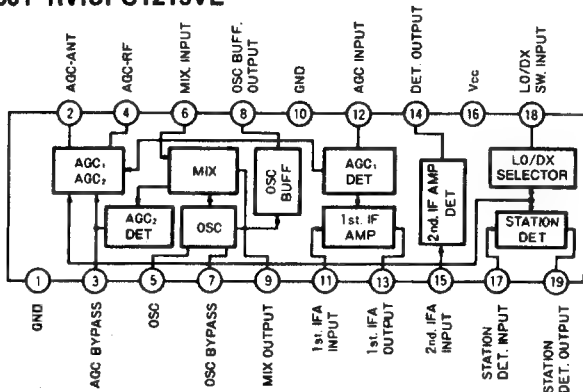 AGC-ANT
AGC-RF
MIX. INPUT
OSC BUFF.
OUTPUT
GND
AGC INPUT
DET. OUTPUT
Vcc
LO/DX
SW. INPUT
2
4
6
8
10
12
14
16
18
AGC1
AGC2
MIX
OSC
BUFF
AGC1
DET
2nd. IF AMP
DET
LO/DX
SELECTOR
AGC2
DET
OSC
1st. IF
AMP
STATION
DET
1
3
5
7
9
11
13
15
17
19
GND
AGC BYPASS
OSC
OSC BYPASS
MIX OUTPUT
1st. IFA
INPUT
1st. IFA
OUTPUT
2nd. IFA
INPUT
STATION
DET. INPUT
STATION
DET. OUTPUT